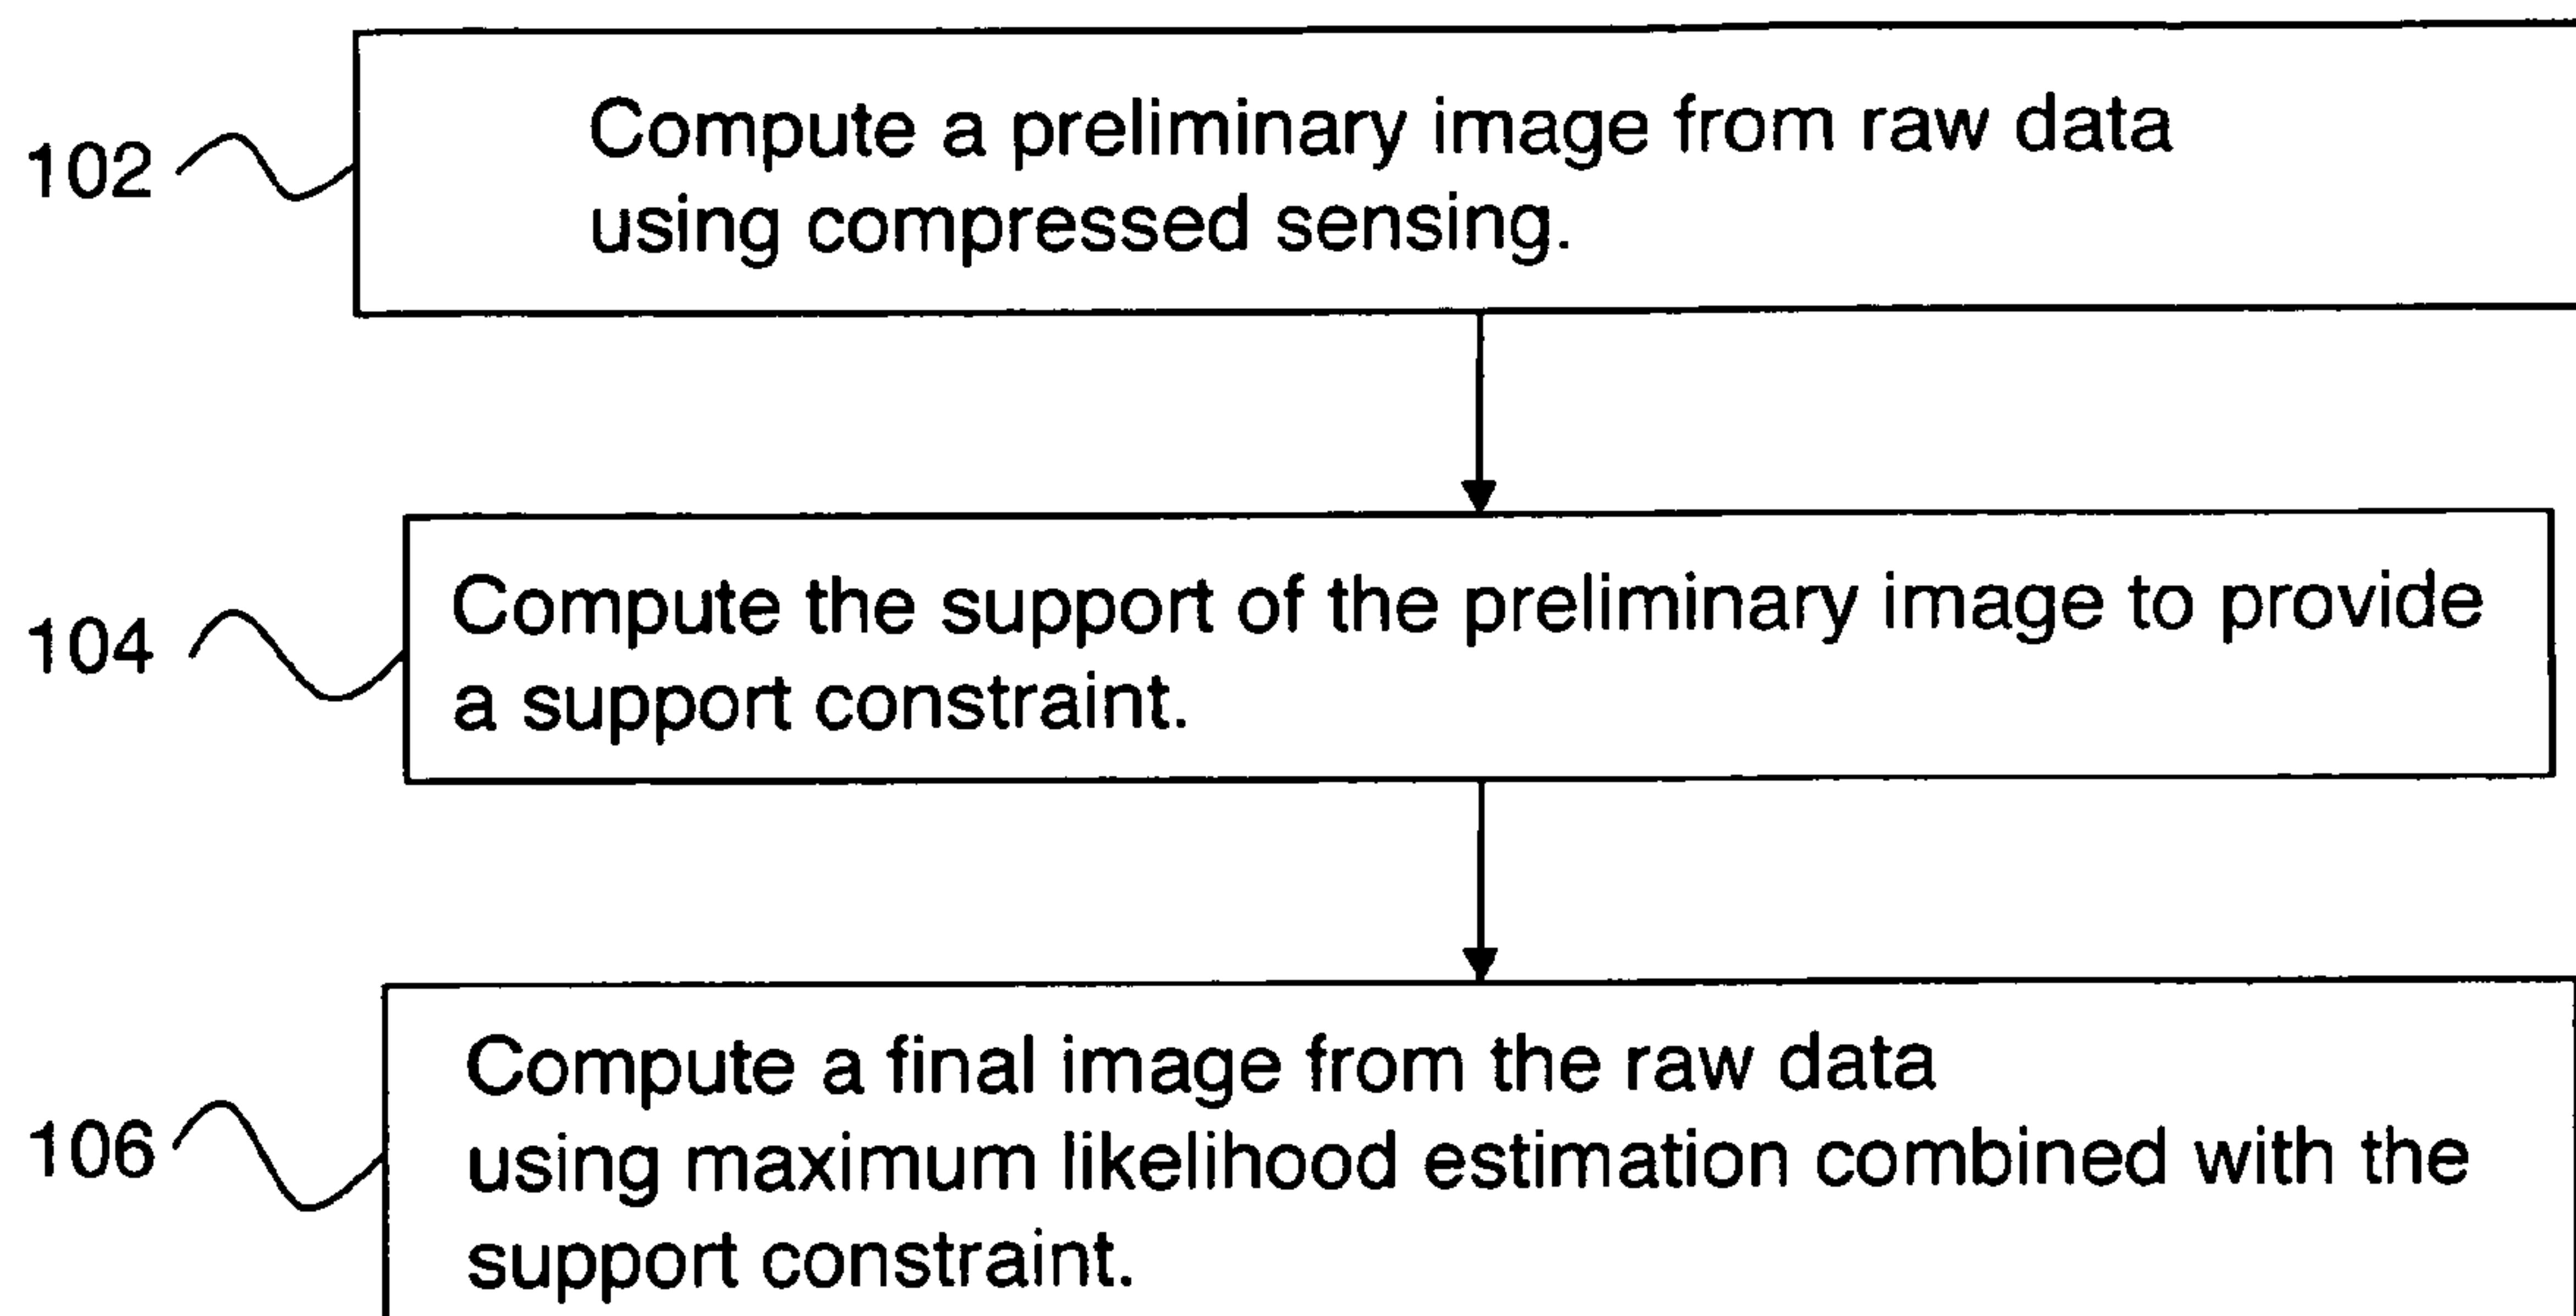 102
Compute a preliminary image from raw data
using compressed sensing.
104
Compute the support of the preliminary image to provide
a support constraint.
106
Compute a final image from the raw data
using maximum likelihood estimation combined with the
support constraint.